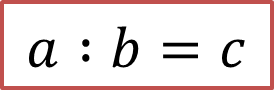 a : b = c